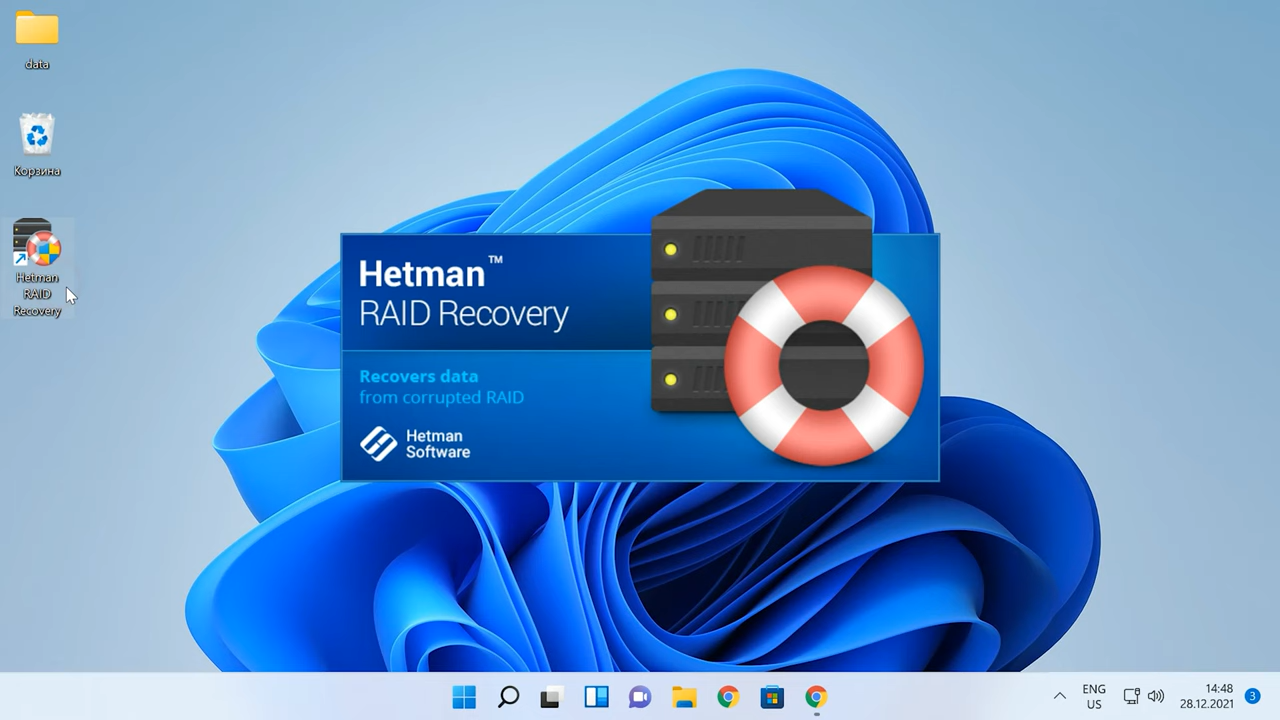 data
Корзина
Hetman
RAID
Recovery
Hetman™
RAID Recovery
Recovers data
from corrupted RAID
Hetman
Software
ENG
US
14:48
28.12.2021
3